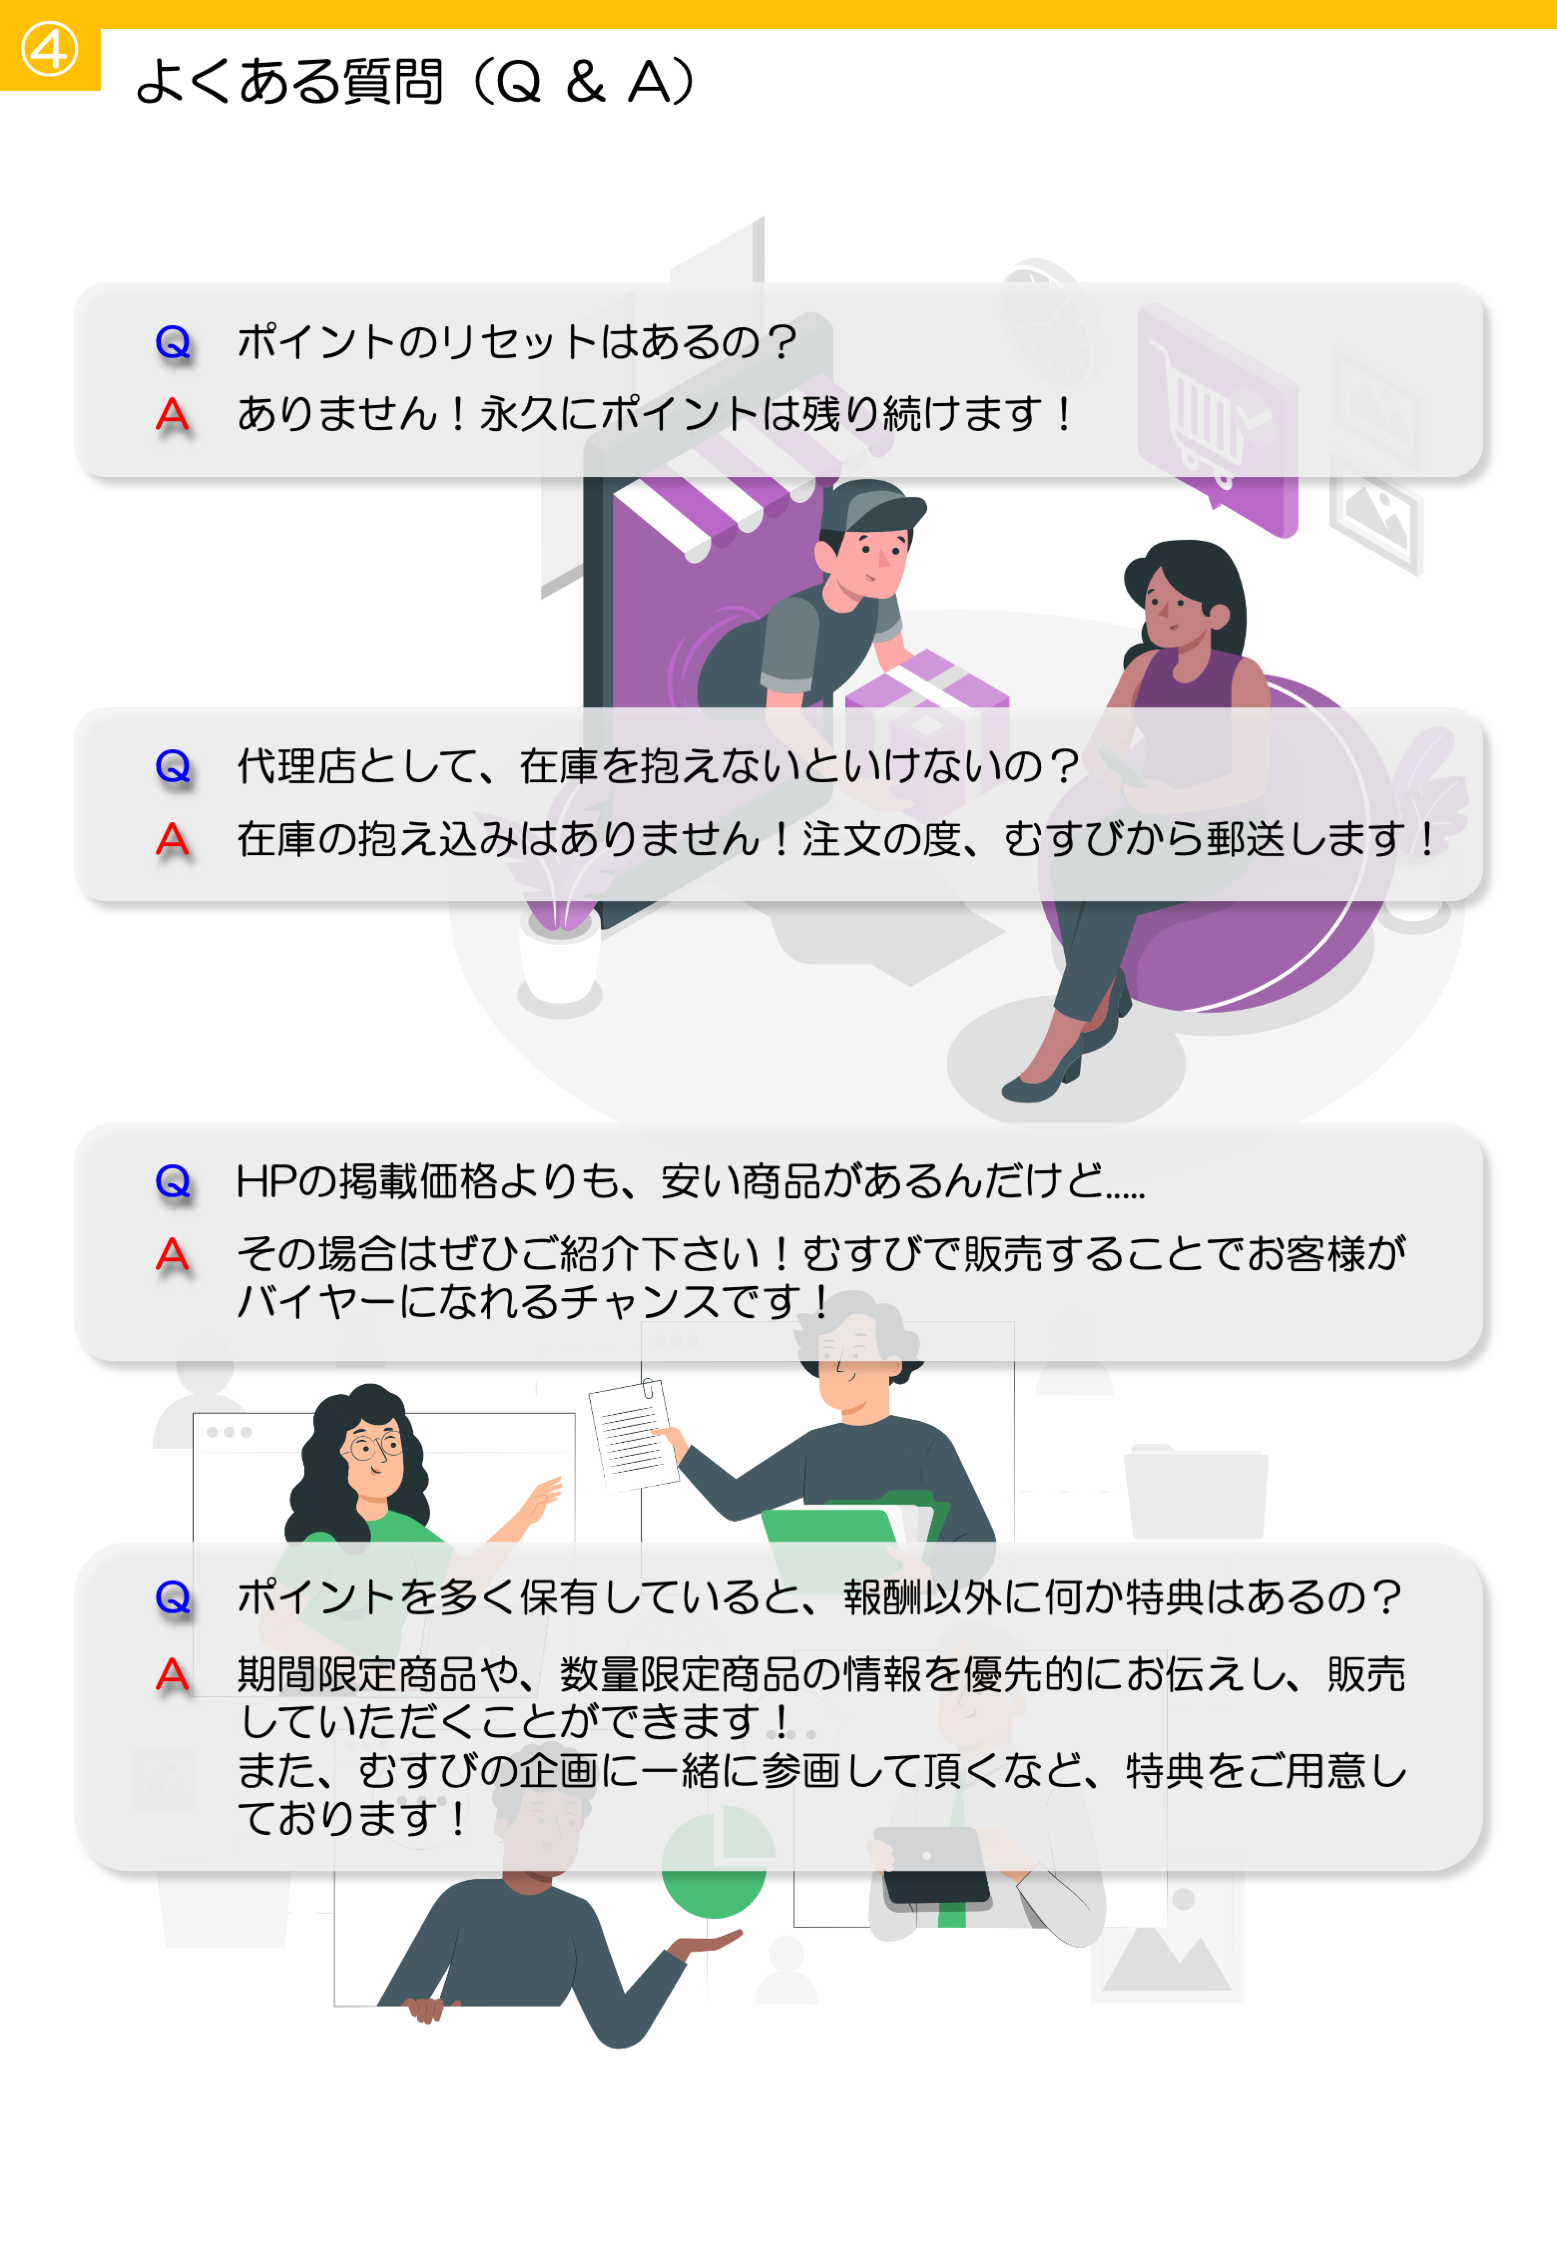 ④
よくある質問（Q & A）
Q ポイントのリセットはあるの？
A ありません！永久にポイントは残り続けます！
Q 代理店として、在庫を抱えないといけないの？
A 在庫の抱え込みはありません！注文の度、むすびから郵送します！
Q HPの掲載価格よりも、安い商品があるんだけど.....
A その場合はぜひご紹介下さい！むすびで販売することでお客様が
バイヤーになれるチャンスです！
Q ポイントを多く保有していると、報酬以外に何か特典はあるの？
A 期間限定商品や、数量限定商品の情報を優先的にお伝えし、販売
していただくことができます！
また、むすびの企画に一緒に参画して頂くなど、特典をご用意し
ております！